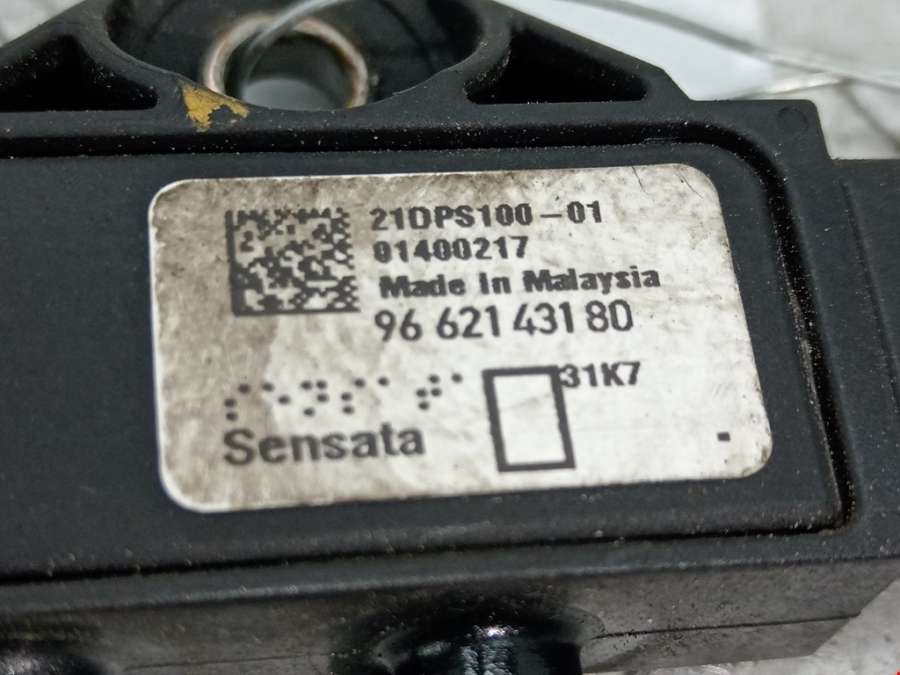 21DPS100-01
01400217
Made in Malaysia
96 621 431 80
31K7
Sensata